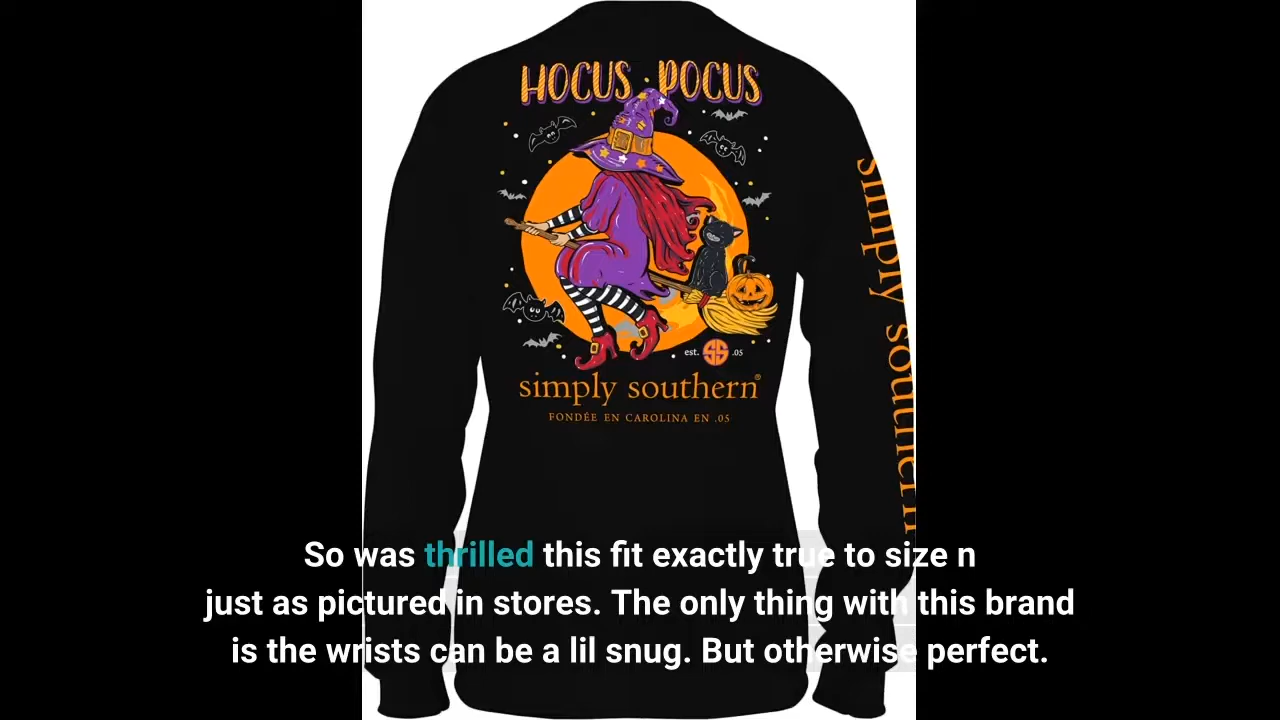 HOCUS POCUS
simply southern
est. SS .05
simply southern®
FONDÉE EN CAROLINA EN .05
So was thrilled this fit exactly true to size n
just as pictured in stores. The only thing with this brand
is the wrists can be a lil snug. But otherwise perfect.